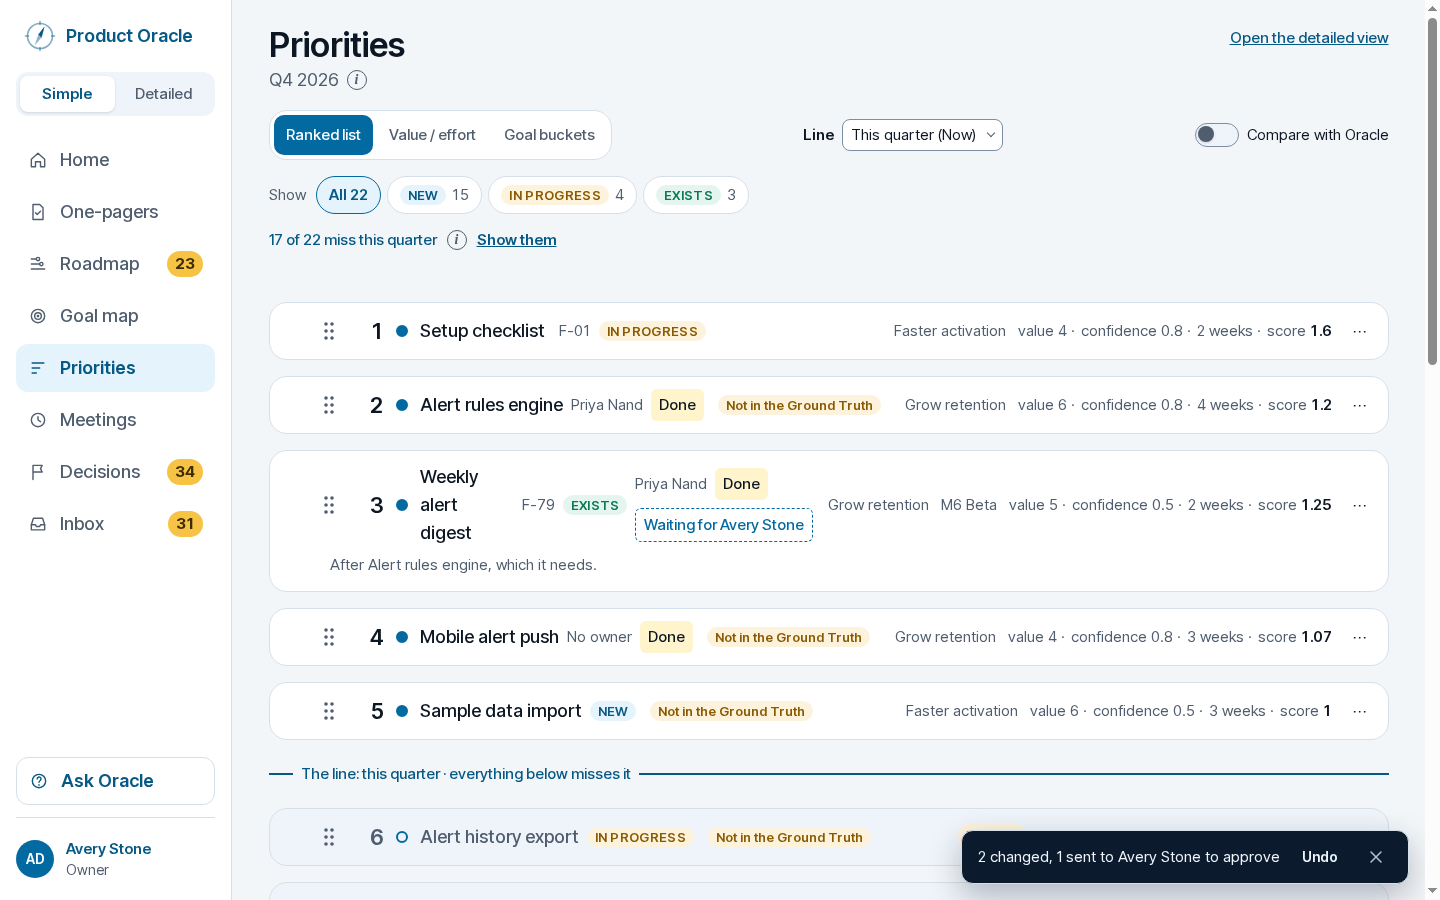 Product Oracle
Simple Detailed
Home
One-pagers
Roadmap 23
Goal map
Priorities
Meetings
Decisions 34
Inbox 31
Ask Oracle
AD Avery Stone
Owner
Priorities
Open the detailed view
Q4 2026 i
Ranked list Value / effort Goal buckets
Line This quarter (Now)
Compare with Oracle
Show All 22 NEW 15 IN PROGRESS 4 EXISTS 3
17 of 22 miss this quarter i Show them
1 Setup checklist F-01 IN PROGRESS Faster activation value 4 · confidence 0.8 · 2 weeks · score 1.6 ...
2 Alert rules engine Priya Nand Done Not in the Ground Truth Grow retention value 6 · confidence 0.8 · 4 weeks · score 1.2 ...
3 Weekly alert digest F-79 EXISTS Priya Nand Done Waiting for Avery Stone Grow retention M6 Beta value 5 · confidence 0.5 · 2 weeks · score 1.25 ...
After Alert rules engine, which it needs.
4 Mobile alert push No owner Done Not in the Ground Truth Grow retention value 4 · confidence 0.8 · 3 weeks · score 1.07 ...
5 Sample data import NEW Not in the Ground Truth Faster activation value 6 · confidence 0.5 · 3 weeks · score 1 ...
The line: this quarter · everything below misses it
6 Alert history export IN PROGRESS Not in the Ground Truth
2 changed, 1 sent to Avery Stone to approve Undo